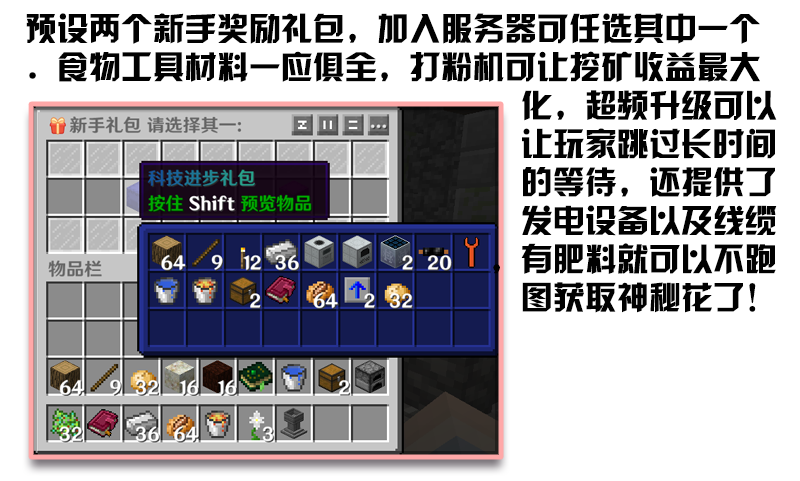 预设两个新手奖励礼包，加入服务器可任选其中一个
．食物工具材料一应俱全，打粉机可让挖矿收益最大
化，超频升级可以
让玩家跳过长时间
的等待，还提供了
发电设备以及线缆
，有肥料就可以不跑
图获取神秘花了！
新手礼包 请选择其一:
科技进步礼包
按住 Shift 预览物品
64 9 12 36 2 20
2 64 2 32
物品栏
64 9 32 16 16 2
32 36 64 3